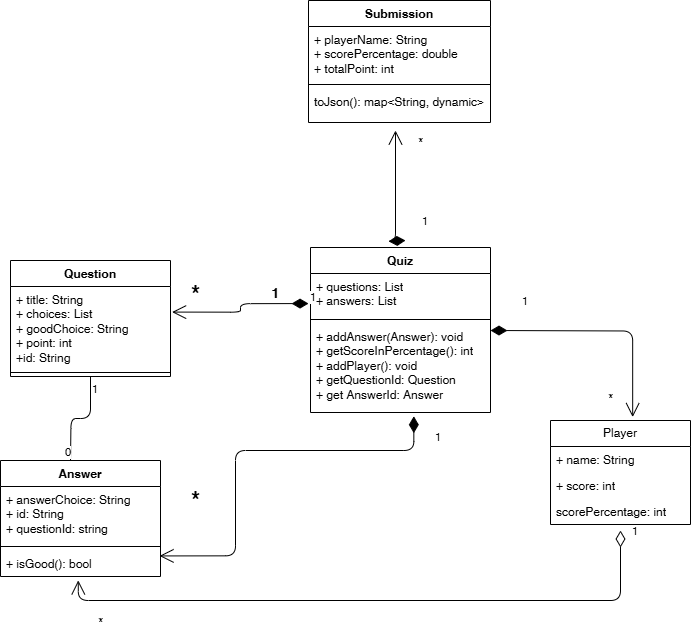 Submission
+ playerName: String
+ scorePercentage: double
+ totalPoint: int
toJson(): map<String, dynamic>
*
1
Question
+ title: String
+ choices: List
+ goodChoice: String
+ point: int
+id: String
*
1
1
Quiz
+ questions: List
+ answers: List
+ addAnswer(Answer): void
+ getScoreInPercentage(): int
+ addPlayer(): void
+ getQuestionId: Question
+ get AnswerId: Answer
1
*
1
0
1
*
Answer
+ answerChoice: String
+ id: String
+ questionId: string
+ isGood(): bool
Player
+ name: String
+ score: int
scorePercentage: int
1
*